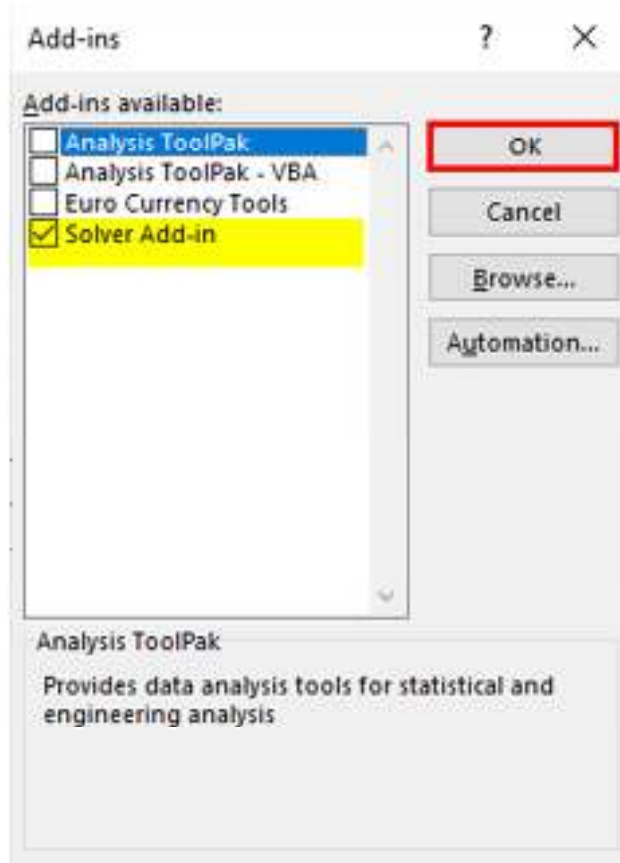 Add-ins ? ×
Add-ins available:
Analysis ToolPak
Analysis ToolPak - VBA
Euro Currency Tools
Solver Add-in
OK
Cancel
Browse...
Automation...
Analysis ToolPak
Provides data analysis tools for statistical and
engineering analysis